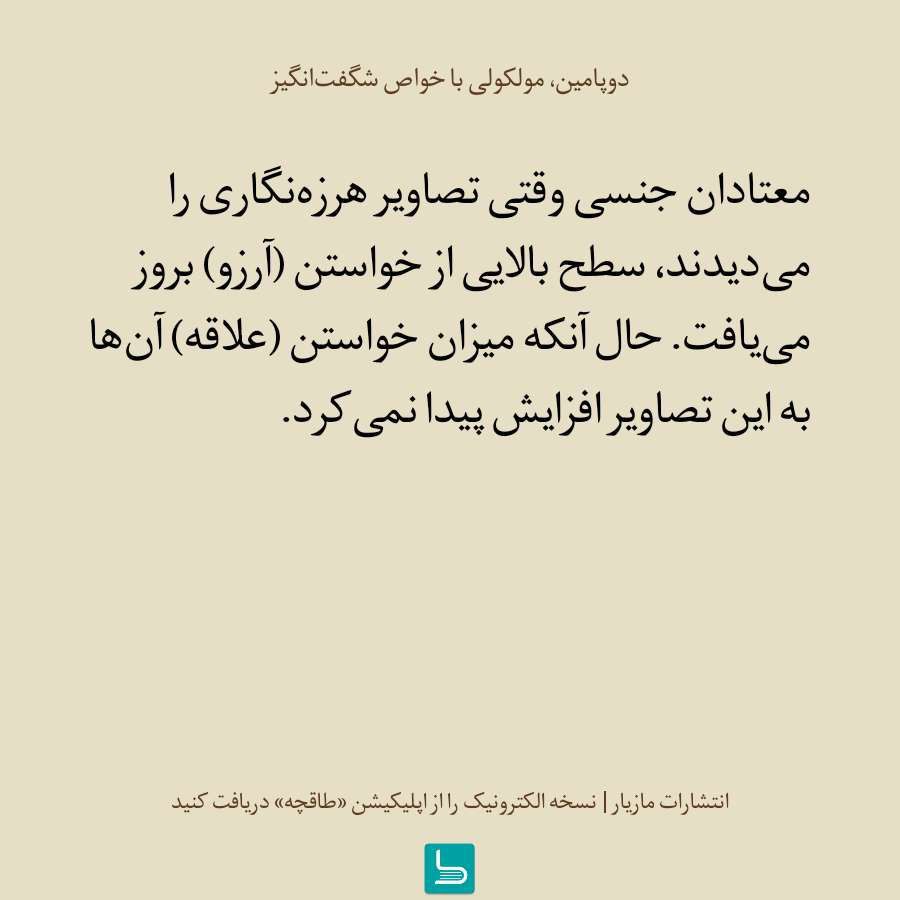 دوپامین، مولکولی با خواص شگفت‌انگیز
معتادان جنسی وقتی تصاویر هرزه‌نگاری را
می‌دیدند، سطح بالایی از خواستن (آرزو) بروز
می‌یافت. حال آنکه میزان خواستن (علاقه) آن‌ها
به این تصاویر افزایش پیدا نمی‌کرد.
انتشارات مازیار | نسخه الکترونیک را از اپلیکیشن «طاقچه» دریافت کنید